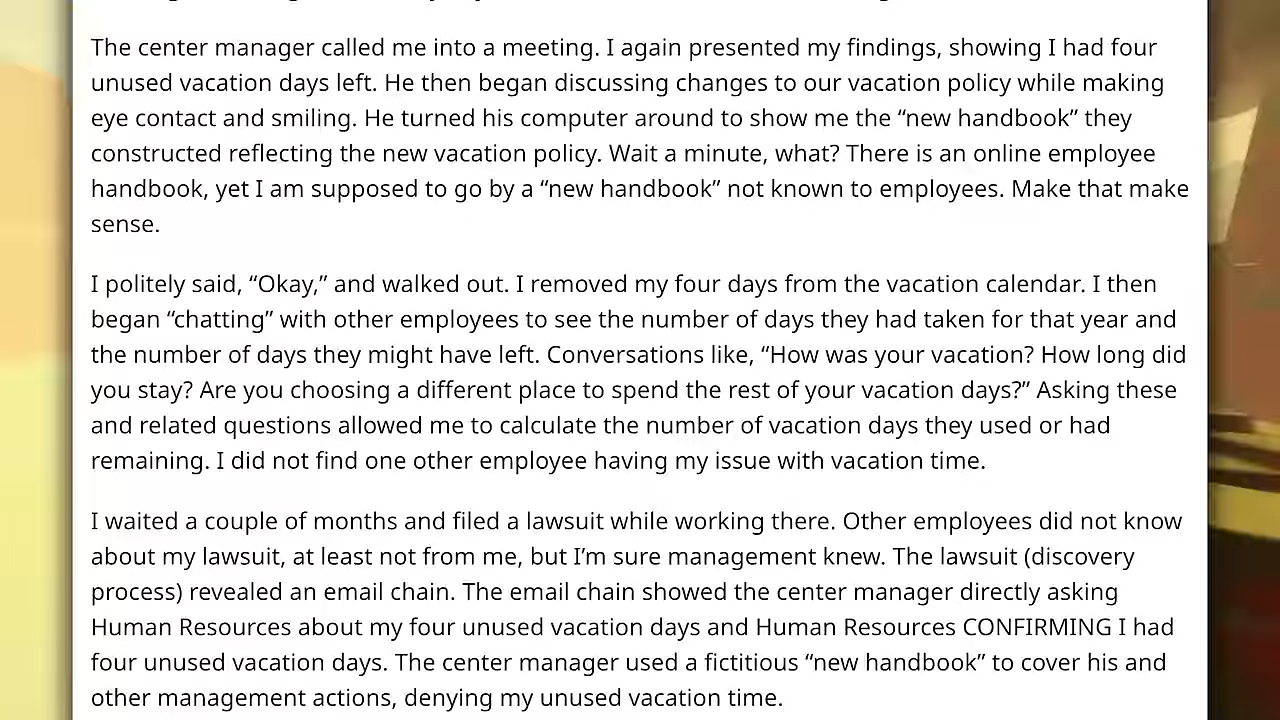 The center manager called me into a meeting. I again presented my findings, showing I had four
unused vacation days left. He then began discussing changes to our vacation policy while making
eye contact and smiling. He turned his computer around to show me the “new handbook” they
constructed reflecting the new vacation policy. Wait a minute, what? There is an online employee
handbook, yet I am supposed to go by a “new handbook” not known to employees. Make that make
sense.
I politely said, “Okay,” and walked out. I removed my four days from the vacation calendar. I then
began “chatting” with other employees to see the number of days they had taken for that year and
the number of days they might have left. Conversations like, “How was your vacation? How long did
you stay? Are you choosing a different place to spend the rest of your vacation days?” Asking these
and related questions allowed me to calculate the number of vacation days they used or had
remaining. I did not find one other employee having my issue with vacation time.
I waited a couple of months and filed a lawsuit while working there. Other employees did not know
about my lawsuit, at least not from me, but I’m sure management knew. The lawsuit (discovery
process) revealed an email chain. The email chain showed the center manager directly asking
Human Resources about my four unused vacation days and Human Resources CONFIRMING I had
four unused vacation days. The center manager used a fictitious “new handbook” to cover his and
other management actions, denying my unused vacation time.